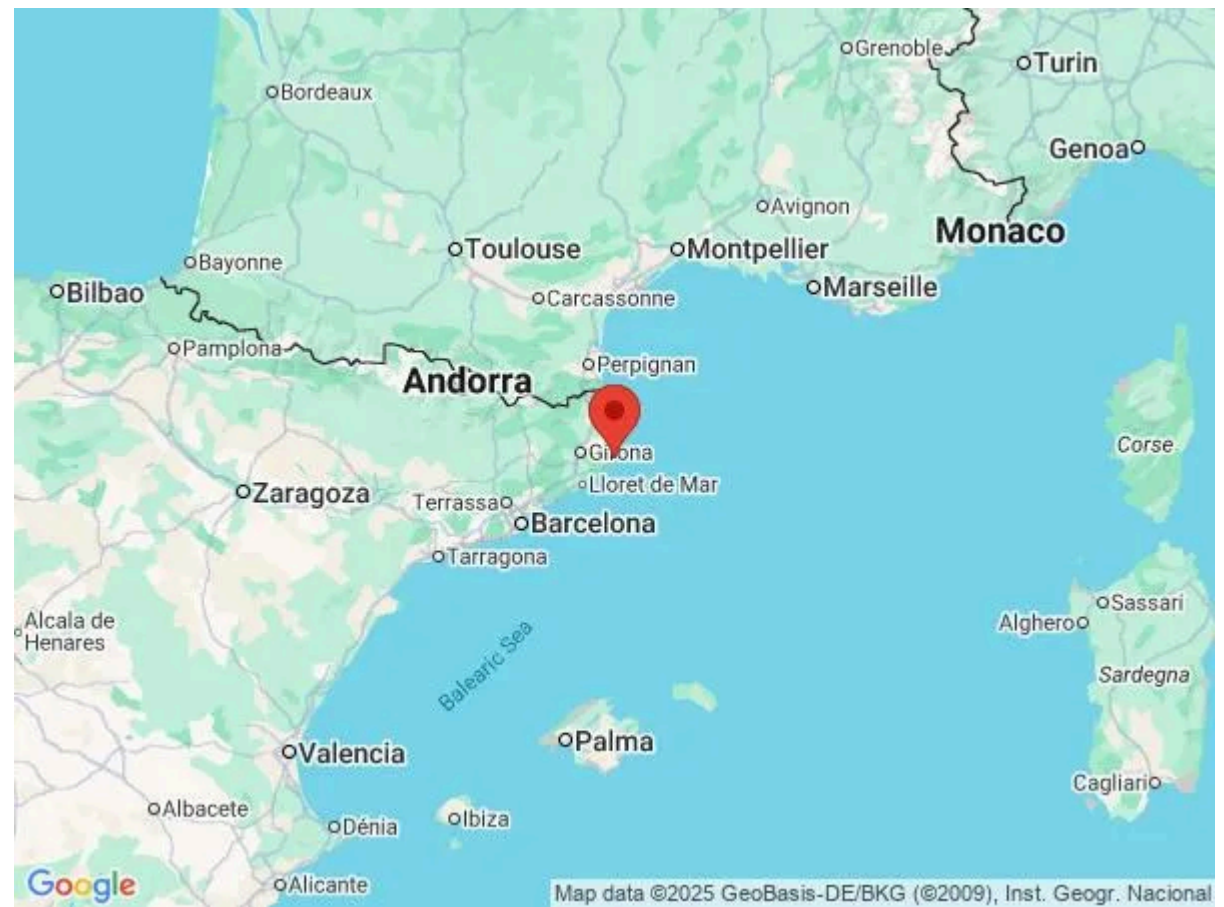 Grenoble
Turin
Bordeaux
Genoa
Avignon
Monaco
Toulouse
Montpellier
Bayonne
Marseille
Bilbao
Carcassonne
Pamplona
Perpignan
Andorra
Corse
Girona
Lloret de Mar
Zaragoza
Terrassa
Barcelona
Tarragona
Sassari
Alghero
Alcala de
Henares
Balearic Sea
Sardegna
Palma
Valencia
Cagliari
Albacete
Ibiza
Dénia
Alicante
Google
Map data ©2025 GeoBasis-DE/BKG (©2009), Inst. Geogr. Nacional